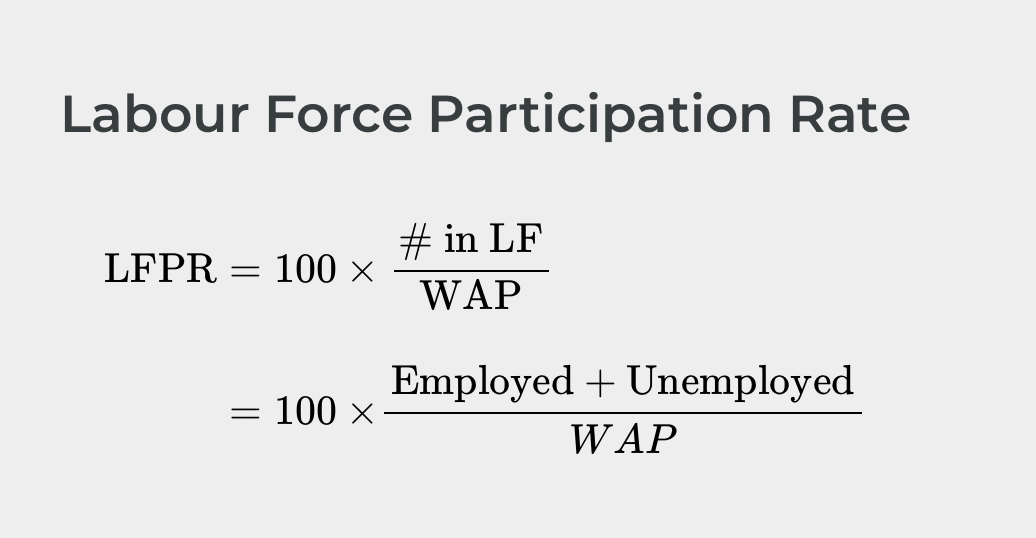 Labour Force Participation Rate
LFPR = 100 × # in LF / WAP
= 100 × Employed + Unemployed / WAP